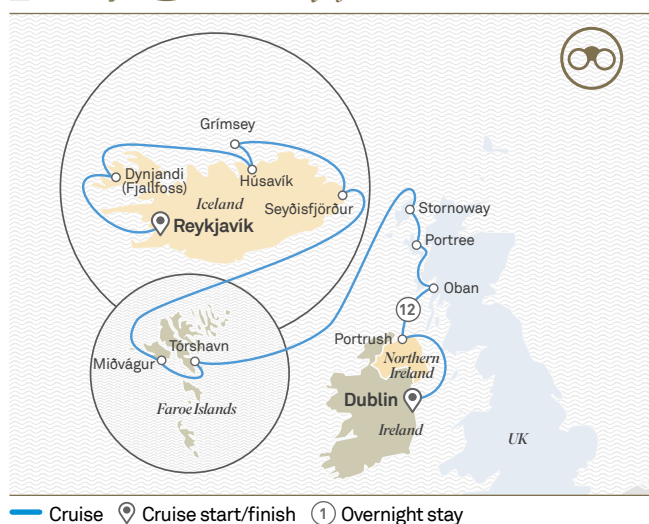 Grímsey
Dynjandi
(Fjallfoss)
Húsavík
Iceland
Seyðisfjörður
Reykjavík
Stornoway
Portree
Oban
12
Portrush
Tórshavn
Miðvágur
Northern
Ireland
Faroe Islands
Dublin
Ireland
UK
Cruise
Cruise start/finish
1 Overnight stay